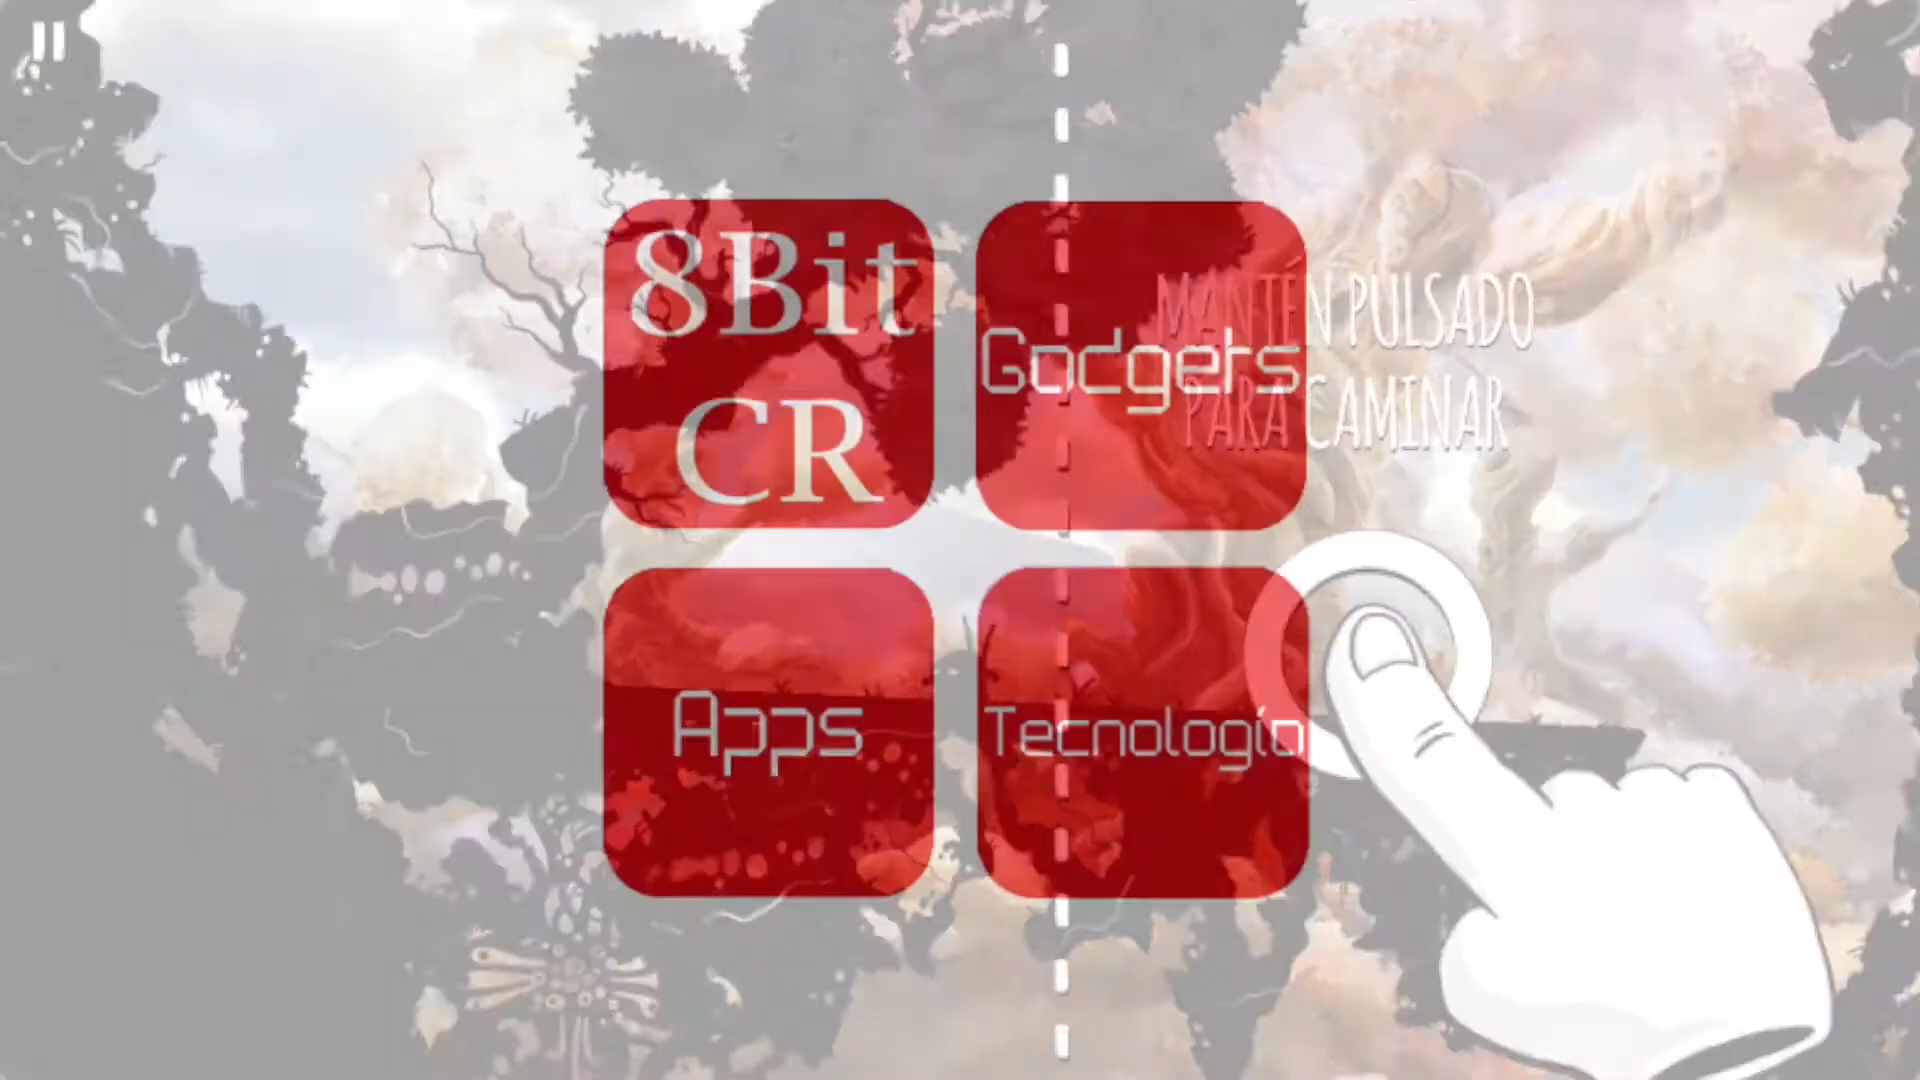 8Bit
CR
Gadgets
MANTÉN PULSADO
PARA CAMINAR
Apps
Tecnología